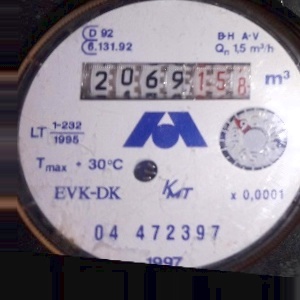 D 92
6.131.92
B-H A-V
Qn 1,5 m³/h
2069158 m³
LT 1-232
1995
Tmax + 30°C
EVK-DK
x 0,0001
04 472397
1997